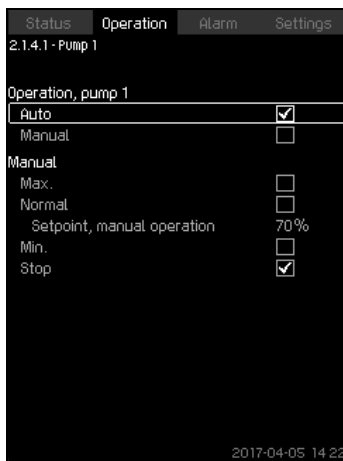 Status Operation Alarm Settings
2.1.4.1 - Pump 1
Operation, pump 1
Auto
Manual
Manual
Max.
Normal
Setpoint, manual operation 70%
Min.
Stop
2017-04-05 14:22